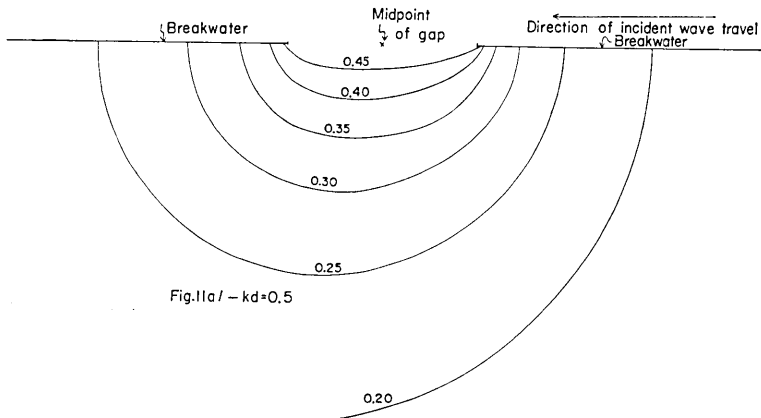 Breakwater
Midpoint
of gap
x
Direction of incident wave travel
Breakwater
0.45
0.40
0.35
0.30
0.25
Fig.11a1 – kd=0.5
0.20